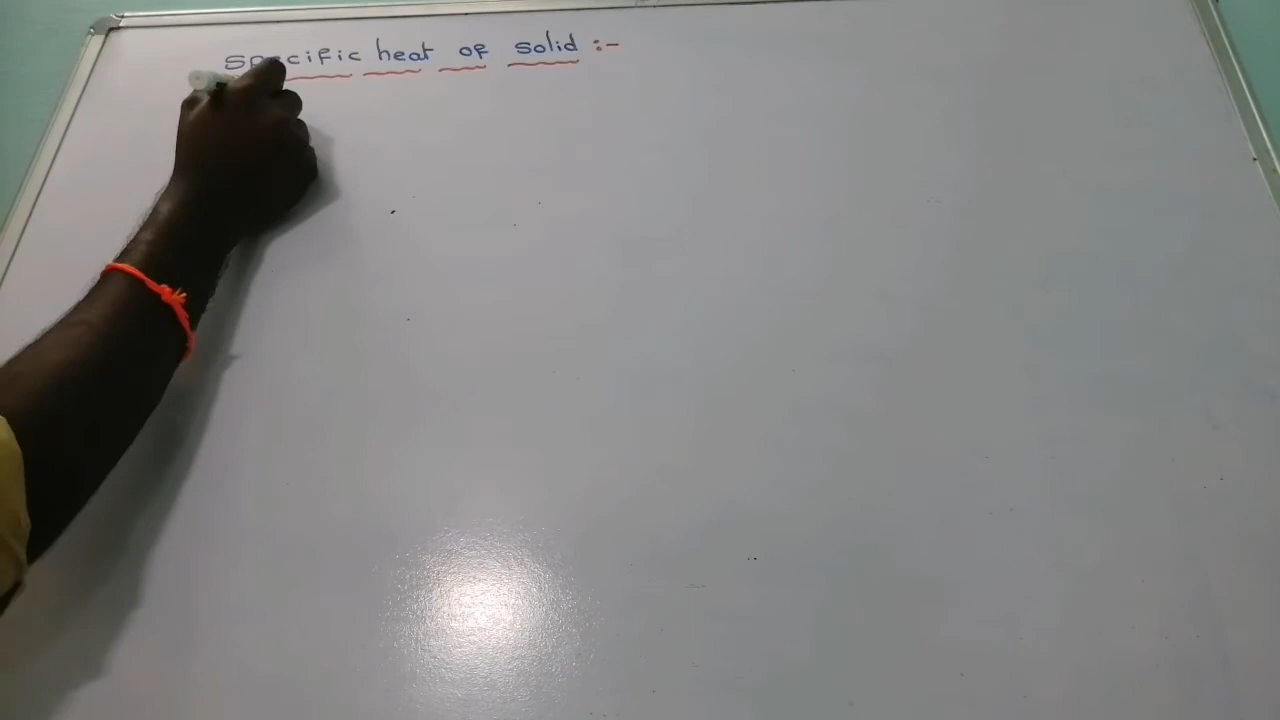 Specific heat of solid :-